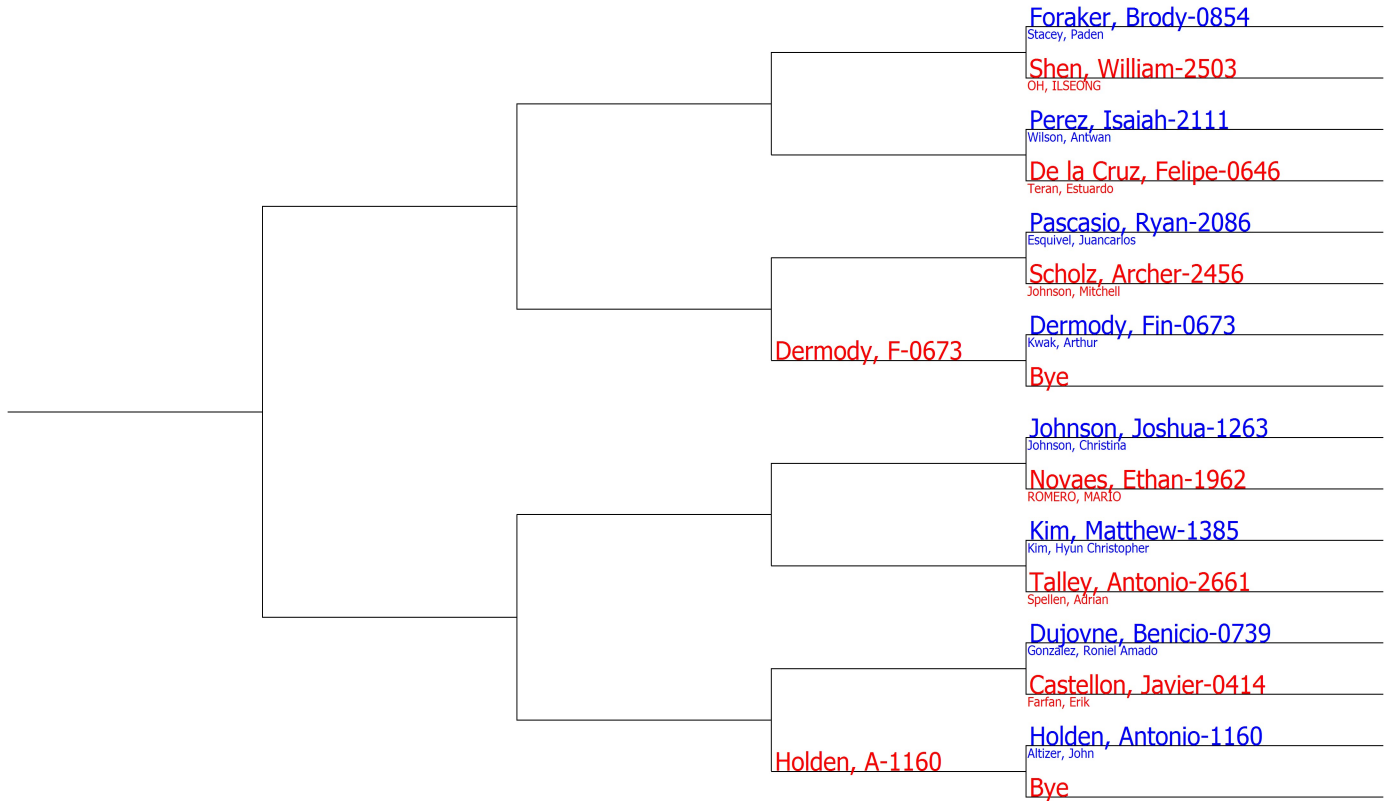 Foraker, Brody-0854
Stacey, Paden
Shen, William-2503
OH, ILSEONG
Perez, Isaiah-2111
Wilson, Antwan
De la Cruz, Felipe-0646
Teran, Estuardo
Pascasio, Ryan-2086
Esquivel, Juancarlos
Scholz, Archer-2456
Johnson, Mitchell
Dermody, Fin-0673
Kwak, Arthur
Dermody, F-0673
Bye
Johnson, Joshua-1263
Johnson, Christina
Novaes, Ethan-1962
ROMERO, MARIO
Kim, Matthew-1385
Kim, Hyun Christopher
Talley, Antonio-2661
Spellen, Adrian
Dujovne, Benicio-0739
Gonzalez, Roniel Amado
Castellon, Javier-0414
Farfan, Erik
Holden, Antonio-1160
Altizer, John
Holden, A-1160
Bye